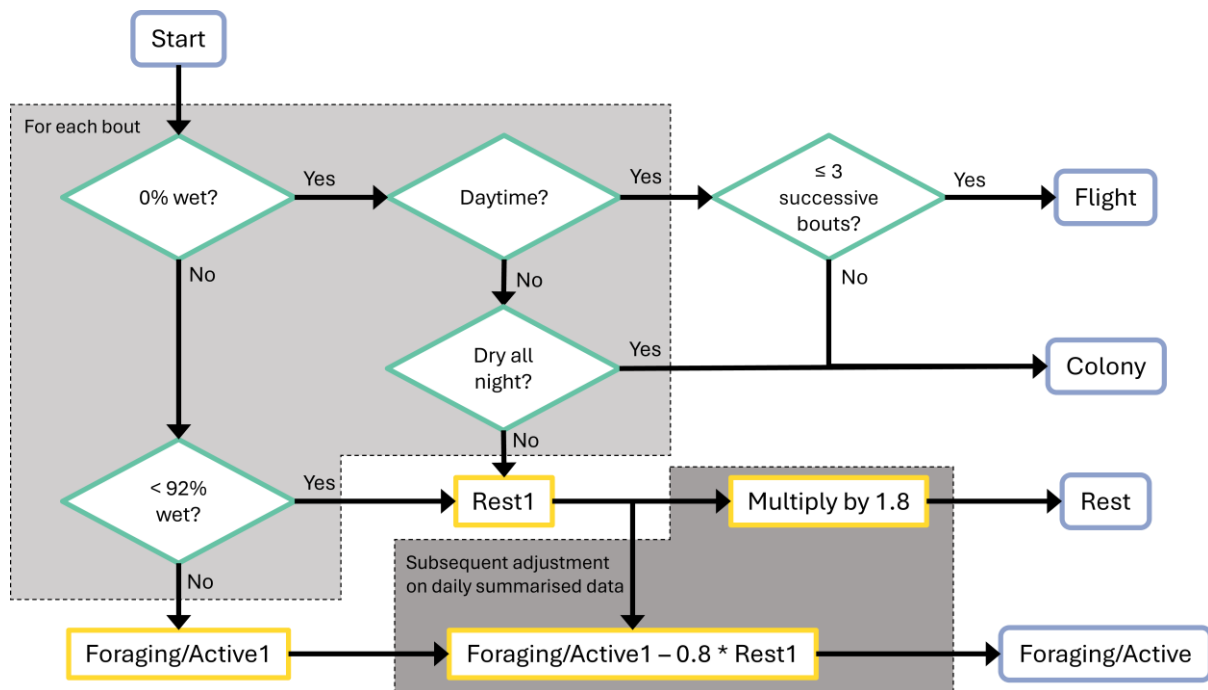 Start
For each bout
0% wet?
Yes
Daytime?
Yes
≤ 3
successive
bouts?
Yes
Flight
No
No
No
Dry all
night?
Yes
Colony
No
< 92%
wet?
Yes
Rest1
Multiply by 1.8
Rest
Subsequent adjustment
on daily summarised data
No
Foraging/Active1
Foraging/Active1 – 0.8 * Rest1
Foraging/Active